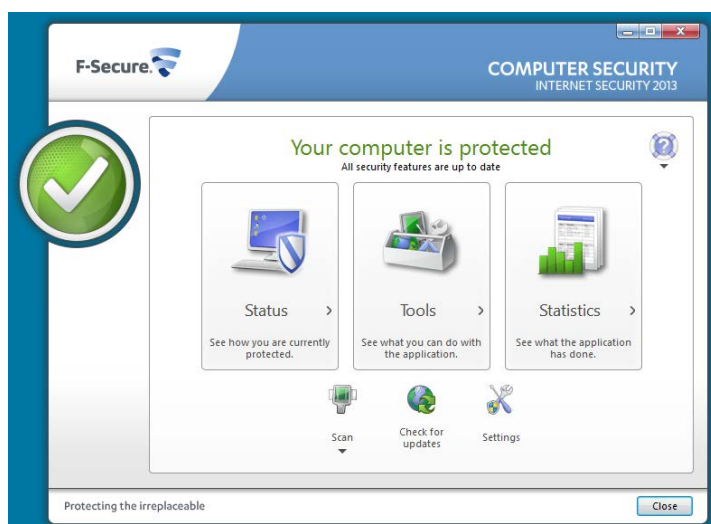 F-Secure.
COMPUTER SECURITY
INTERNET SECURITY 2013
Your computer is protected
All security features are up to date
Status
See how you are currently
protected.
Tools
See what you can do with
the application.
Statistics
See what the application
has done.
Scan
Check for
updates
Settings
Protecting the irreplaceable
Close